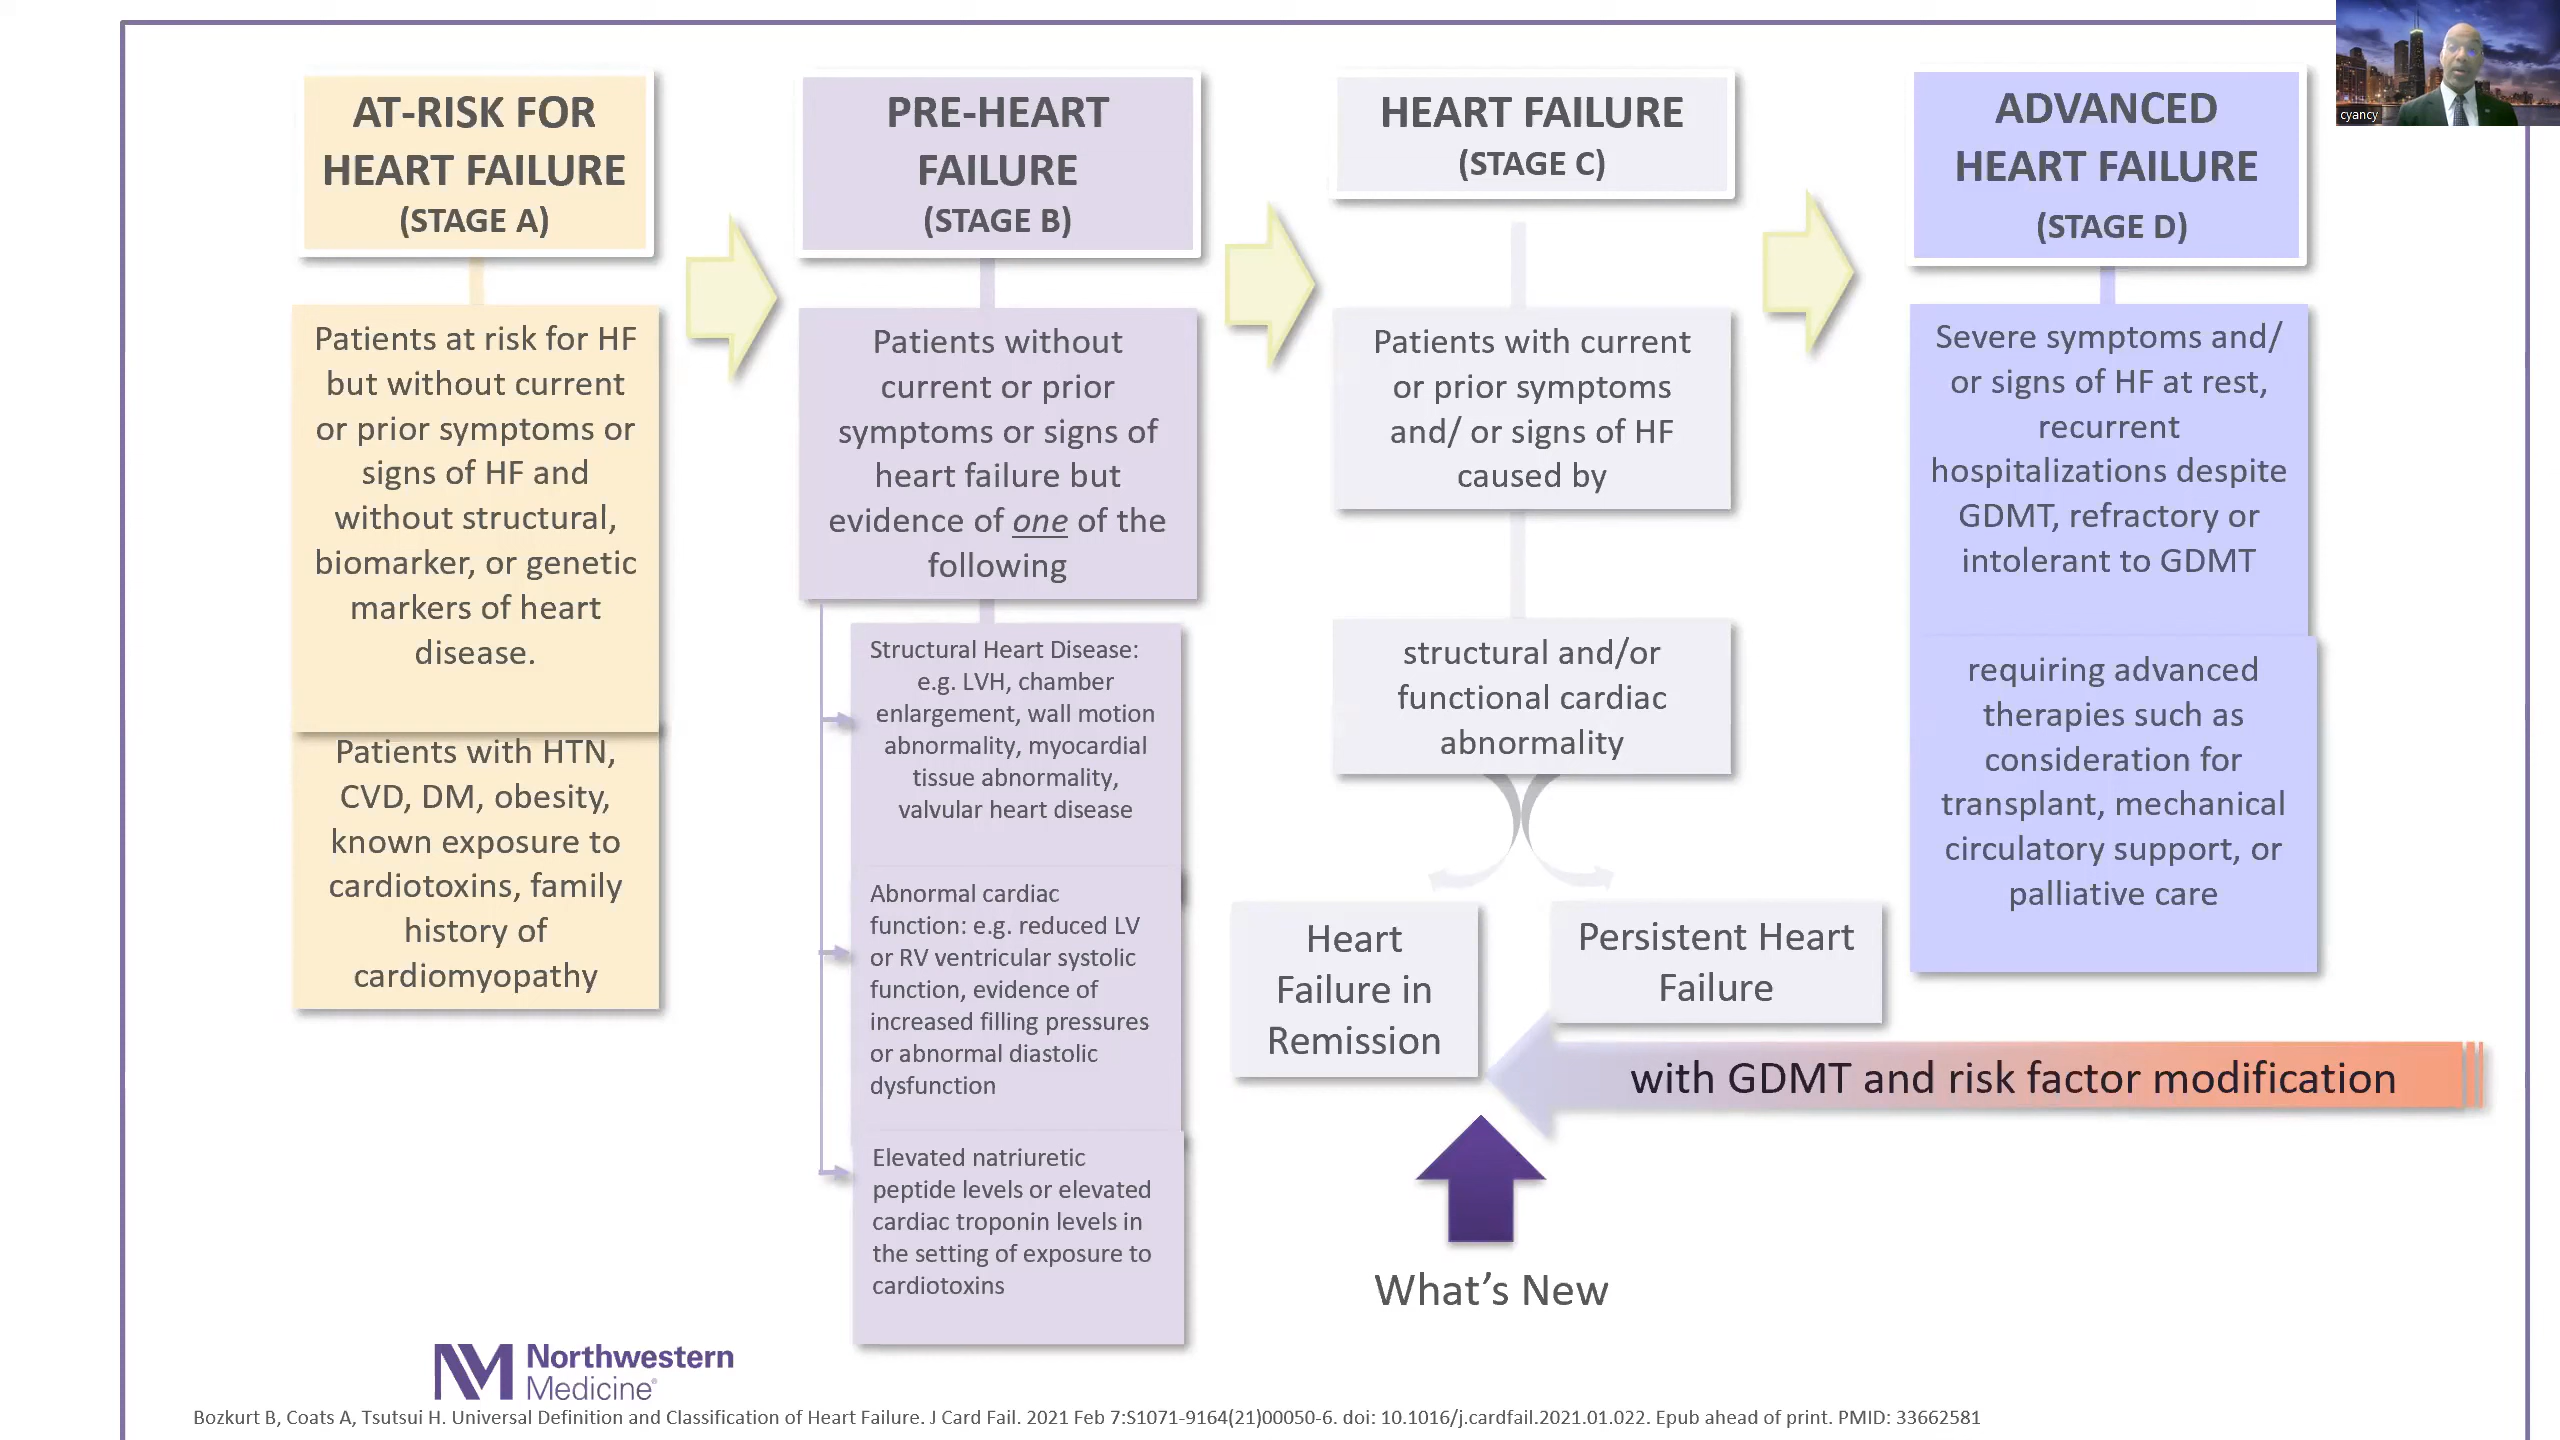 AT-RISK FOR
HEART FAILURE
(STAGE A)
Patients at risk for HF
but without current
or prior symptoms or
signs of HF and
without structural,
biomarker, or genetic
markers of heart
disease.
Patients with HTN,
CVD, DM, obesity,
known exposure to
cardiotoxins, family
history of
cardiomyopathy
PRE-HEART
FAILURE
(STAGE B)
Patients without
current or prior
symptoms or signs of
heart failure but
evidence of one of the
following
Structural Heart Disease:
e.g. LVH, chamber
enlargement, wall motion
abnormality, myocardial
tissue abnormality,
valvular heart disease
Abnormal cardiac
function: e.g. reduced LV
or RV ventricular systolic
function, evidence of
increased filling pressures
or abnormal diastolic
dysfunction
Elevated natriuretic
peptide levels or elevated
cardiac troponin levels in
the setting of exposure to
cardiotoxins
HEART FAILURE
(STAGE C)
Patients with current
or prior symptoms
and/ or signs of HF
caused by
structural and/or
functional cardiac
abnormality
Heart
Failure in
Remission
Persistent Heart
Failure
ADVANCED
HEART FAILURE
(STAGE D)
Severe symptoms and/
or signs of HF at rest,
recurrent
hospitalizations despite
GDMT, refractory or
intolerant to GDMT
requiring advanced
therapies such as
consideration for
transplant, mechanical
circulatory support, or
palliative care
with GDMT and risk factor modification
What's New
cyancy
NM Northwestern
Medicine®
Bozkurt B, Coats A, Tsutsui H. Universal Definition and Classification of Heart Failure. J Card Fail. 2021 Feb 7:S1071-9164(21)00050-6. doi: 10.1016/j.cardfail.2021.01.022. Epub ahead of print. PMID: 33662581